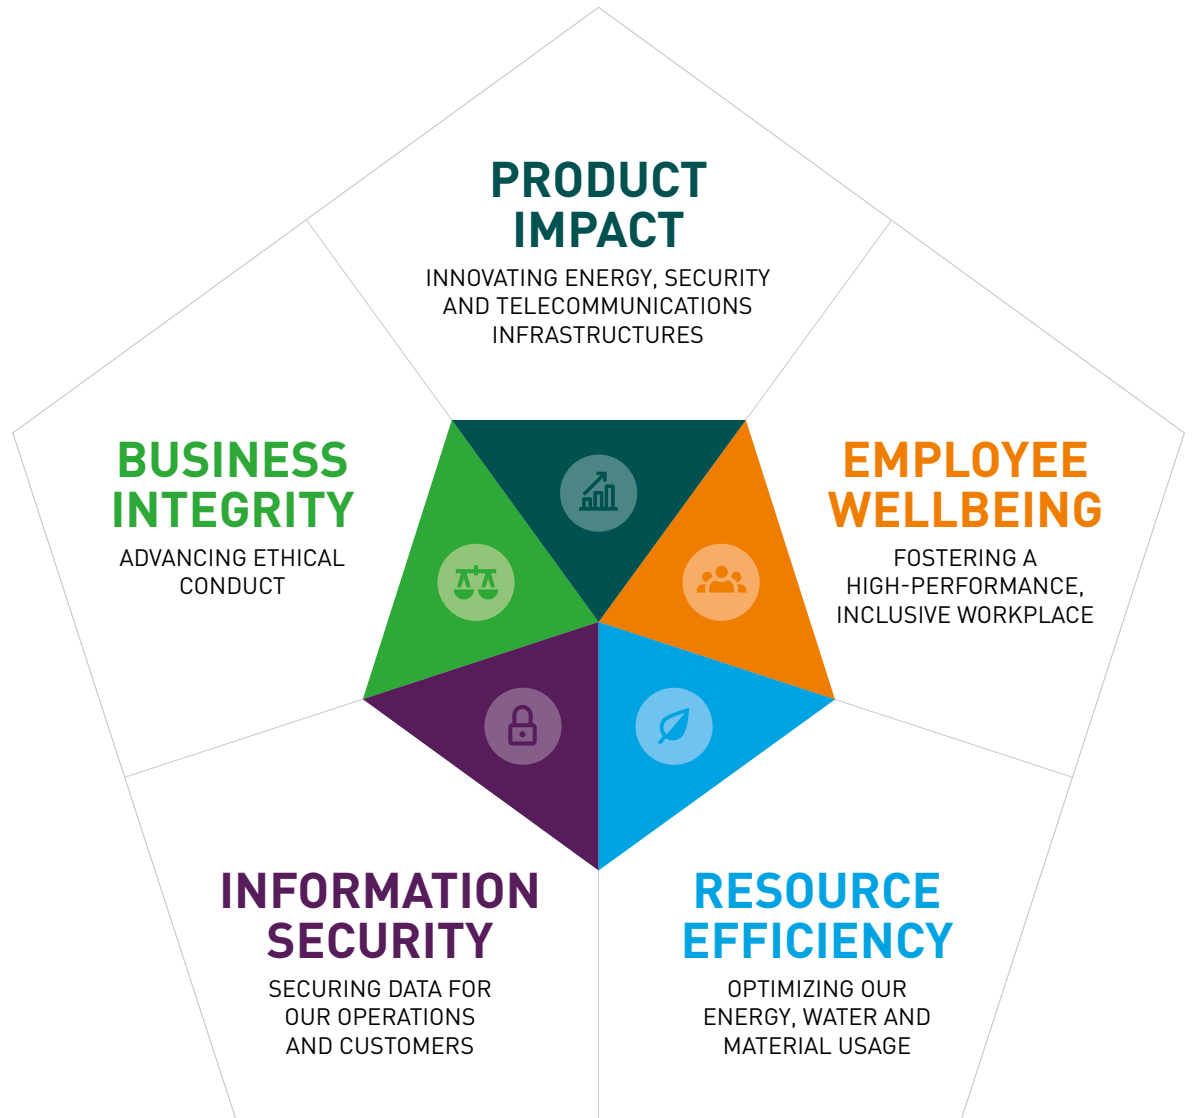 PRODUCT
IMPACT
INNOVATING ENERGY, SECURITY
AND TELECOMMUNICATIONS
INFRASTRUCTURES
BUSINESS
INTEGRITY
ADVANCING ETHICAL
CONDUCT
EMPLOYEE
WELLBEING
FOSTERING A
HIGH-PERFORMANCE,
INCLUSIVE WORKPLACE
INFORMATION
SECURITY
SECURING DATA FOR
OUR OPERATIONS
AND CUSTOMERS
RESOURCE
EFFICIENCY
OPTIMIZING OUR
ENERGY, WATER AND
MATERIAL USAGE